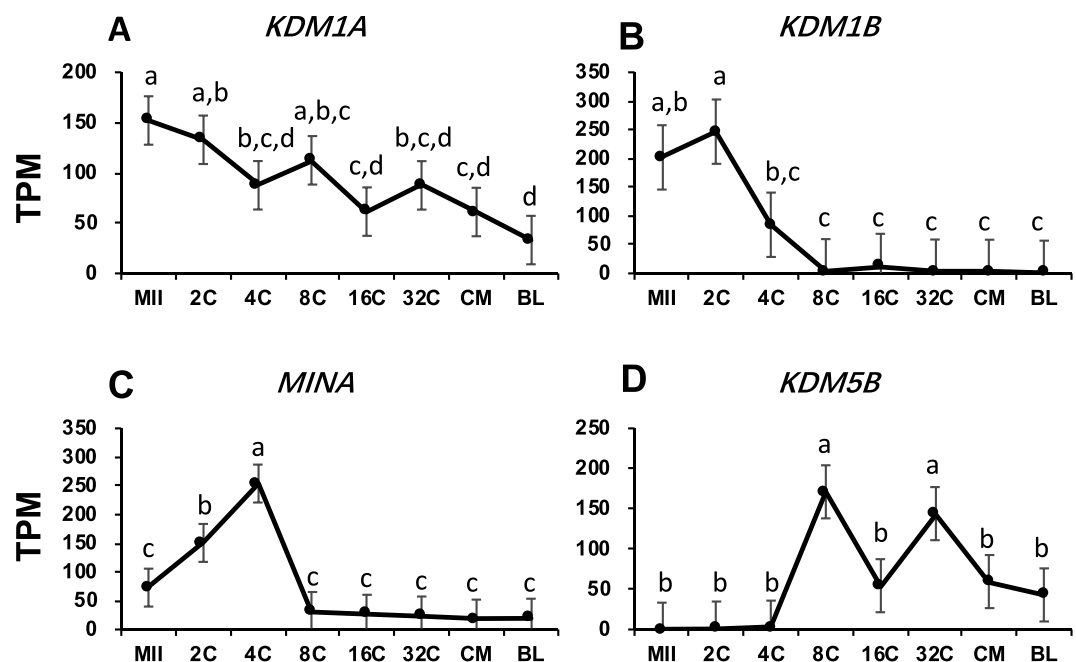 A KDM1A
TPM
200
150
100
50
0
a
a,b
b,c,d
a,b,c
c,d
b,c,d
c,d
d
MII 2C 4C 8C 16C 32C CM BL
B KDM1B
350
300
250
200
150
100
50
0
a,b
a
b,c
c
c
c
c
c
MII 2C 4C 8C 16C 32C CM BL
C MINA
TPM
350
300
250
200
150
100
50
0
c
b
a
c
c
c
c
c
MII 2C 4C 8C 16C 32C CM BL
D KDM5B
250
200
150
100
50
0
b
b
b
a
b
a
b
b
MII 2C 4C 8C 16C 32C CM BL